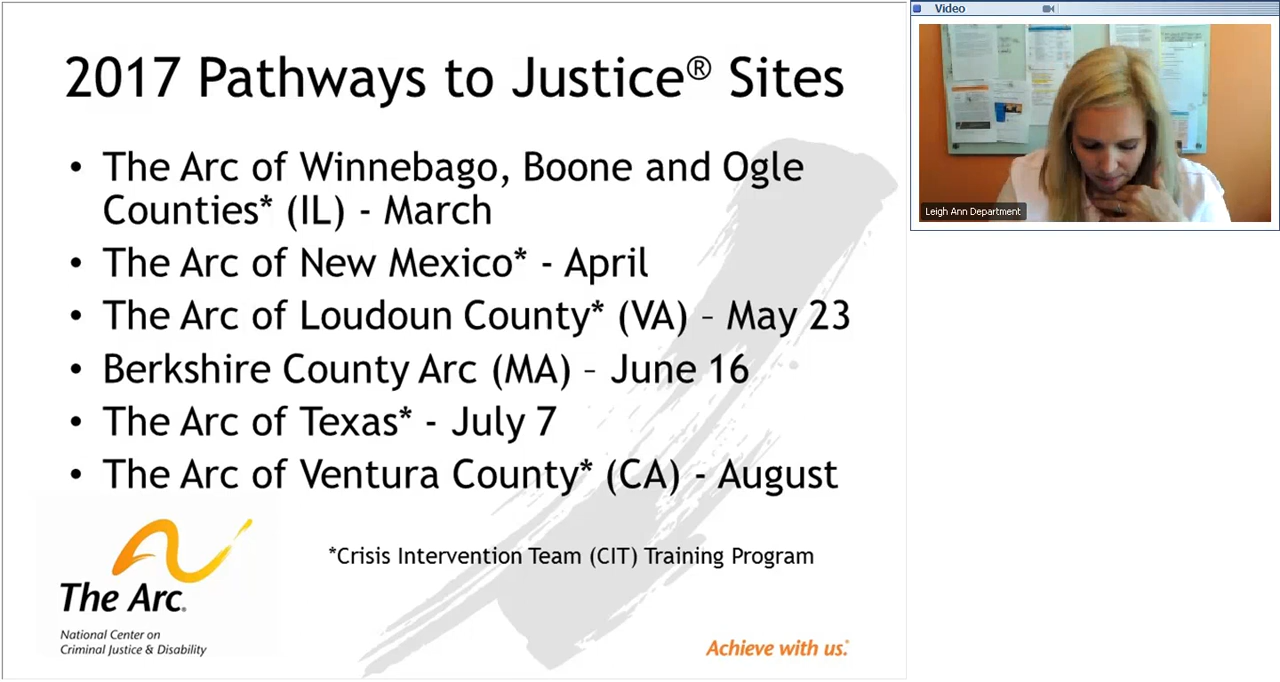 2017 Pathways to Justice® Sites
• The Arc of Winnebago, Boone and Ogle
Counties* (IL) - March
• The Arc of New Mexico* - April
• The Arc of Loudoun County* (VA) – May 23
• Berkshire County Arc (MA) – June 16
• The Arc of Texas* - July 7
• The Arc of Ventura County* (CA) - August
*Crisis Intervention Team (CIT) Training Program
The Arc®
National Center on
Criminal Justice & Disability
Achieve with us.®
Video
Leigh Ann Department